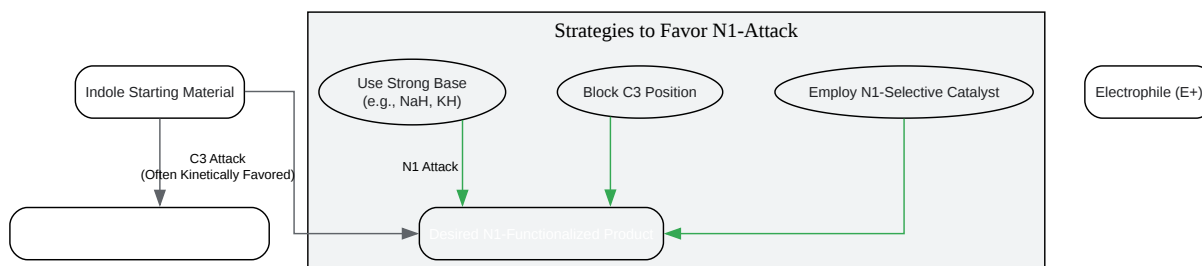 Strategies to Favor N1-Attack
Indole Starting Material
Use Strong Base
(e.g., NaH, KH)
Block C3 Position
Employ N1-Selective Catalyst
Electrophile (E+)
C3 Attack
(Often Kinetically Favored)
N1 Attack
Desired N1-Functionalized Product